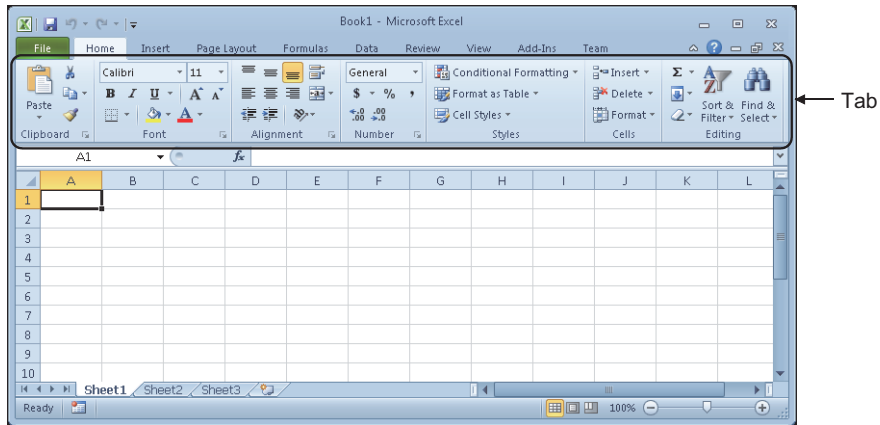 Book1 - Microsoft Excel
File Home Insert Page Layout Formulas Data Review View Add-Ins Team
Calibri 11 General Conditional Formatting Insert Σ
B I U A A $ % , Format as Table Delete
Paste A .00 .00 Cell Styles Format Sort & Filter Find & Select
Clipboard Font Alignment Number Styles Cells Editing
Tab
A1 fx
A B C D E F G H I J K L
1
2
3
4
5
6
7
8
9
10
Sheet1 Sheet2 Sheet3
Ready 100%